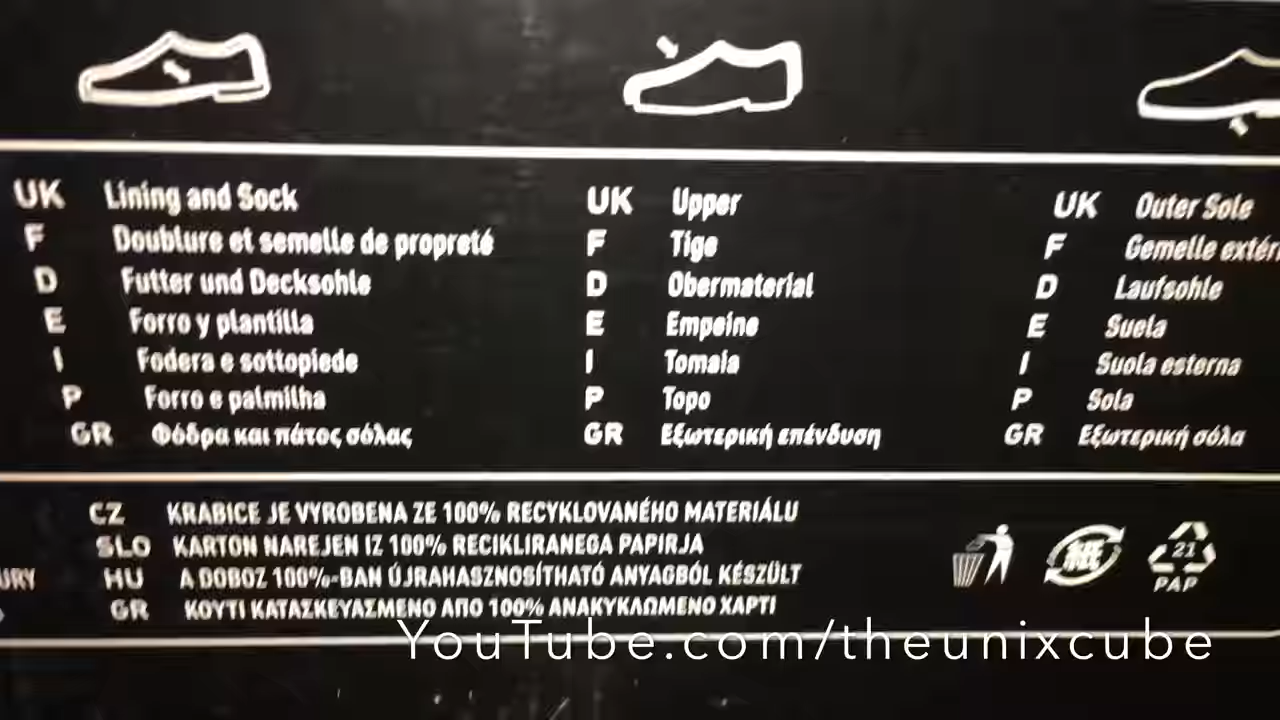 UK Lining and Sock
F Doublure et semelle de propreté
D Futter und Decksohle
E Forro y plantilla
I Fodera e sottopiede
P Forro e palmilha
GR Φόδρα και πάτος σόλας
UK Upper
F Tige
D Obermaterial
E Empeine
I Tomaia
P Topo
GR Εξωτερική επένδυση
UK Outer Sole
F Gemelle extér
D Laufsohle
E Suela
I Suola esterna
P Sola
GR Εξωτερική σόλα
URY
CZ KRABICE JE VYROBENA ZE 100% RECYKLOVANÉHO MATERIÁLU
SLO KARTON NAREJEN IZ 100% RECIKLIRANEGA PAPIRJA
HU A DOBOZ 100%-BAN ÚJRAHASZNOSÍTHATÓ ANYAGBÓL KÉSZÜLT
GR ΚΟΥΤΙ ΚΑΤΑΣΚΕΥΑΣΜΕΝΟ ΑΠΟ 100% ΑΝΑΚΥΚΛΩΜΕΝΟ ΧΑΡΤΙ
紙
21
PAP
YouTube.com/theunixcube